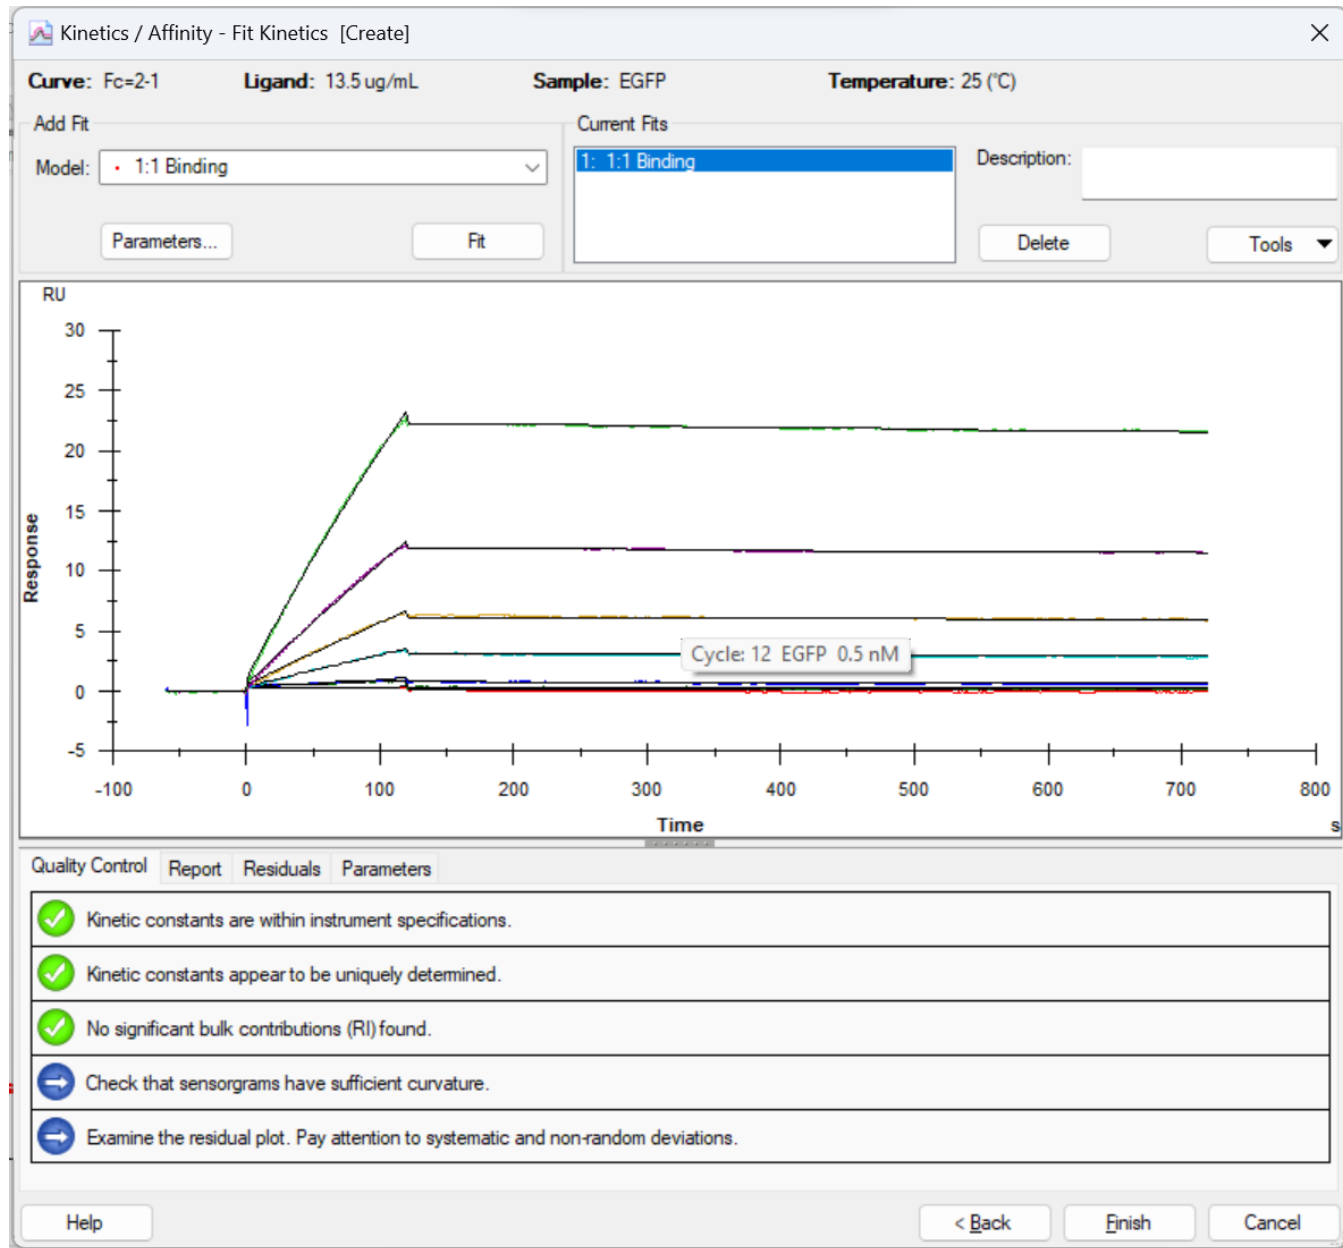 Kinetics / Affinity - Fit Kinetics [Create]
Curve: Fc=2-1 Ligand: 13.5 ug/mL Sample: EGFP Temperature: 25 (°C)
Add Fit
Model: 1:1 Binding
Parameters... Fit
Current Fits
1: 1:1 Binding
Description:
Delete Tools
RU
30
25
20
15
10
5
0
-5
Response
Cycle: 12 EGFP 0.5 nM
-100 0 100 200 300 400 500 600 700 800
Time s
Quality Control Report Residuals Parameters
Kinetic constants are within instrument specifications.
Kinetic constants appear to be uniquely determined.
No significant bulk contributions (RI) found.
Check that sensorgrams have sufficient curvature.
Examine the residual plot. Pay attention to systematic and non-random deviations.
Help < Back Finish Cancel